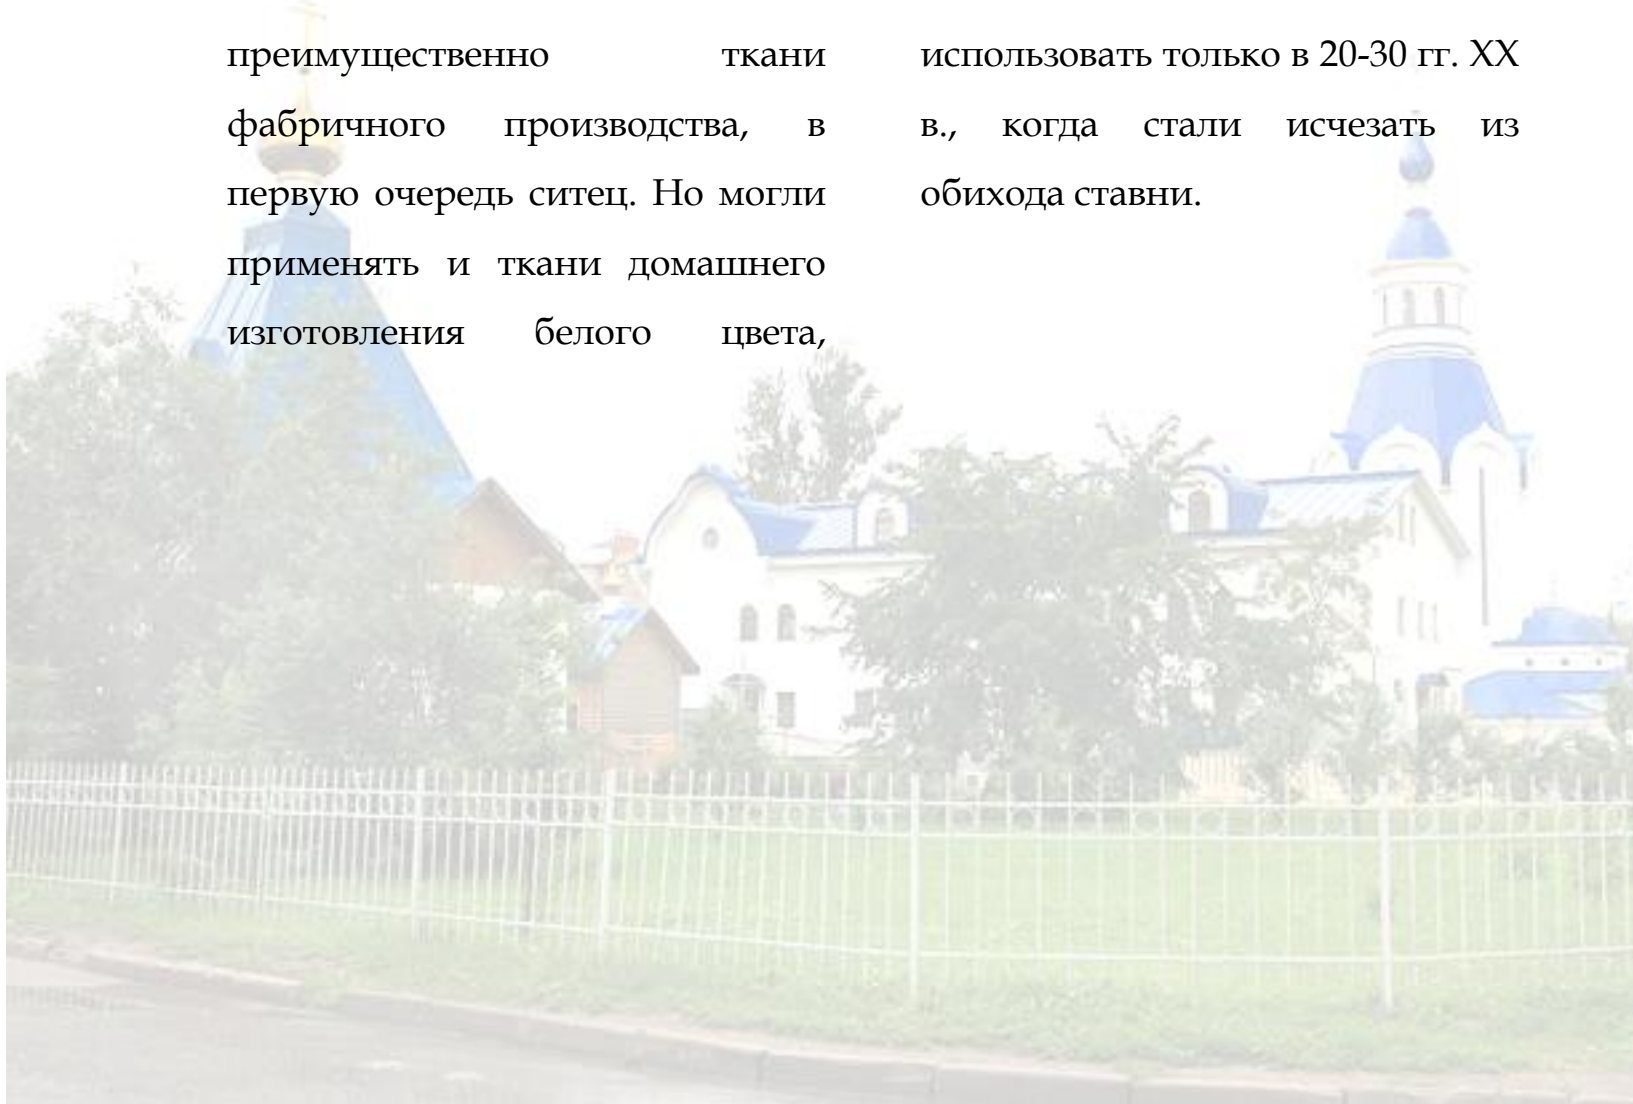 преимущественно ткани
фабричного производства, в
первую очередь ситец. Но могли
применять и ткани домашнего
изготовления белого цвета,
использовать только в 20-30 гг. XX
в., когда стали исчезать из
обихода ставни.